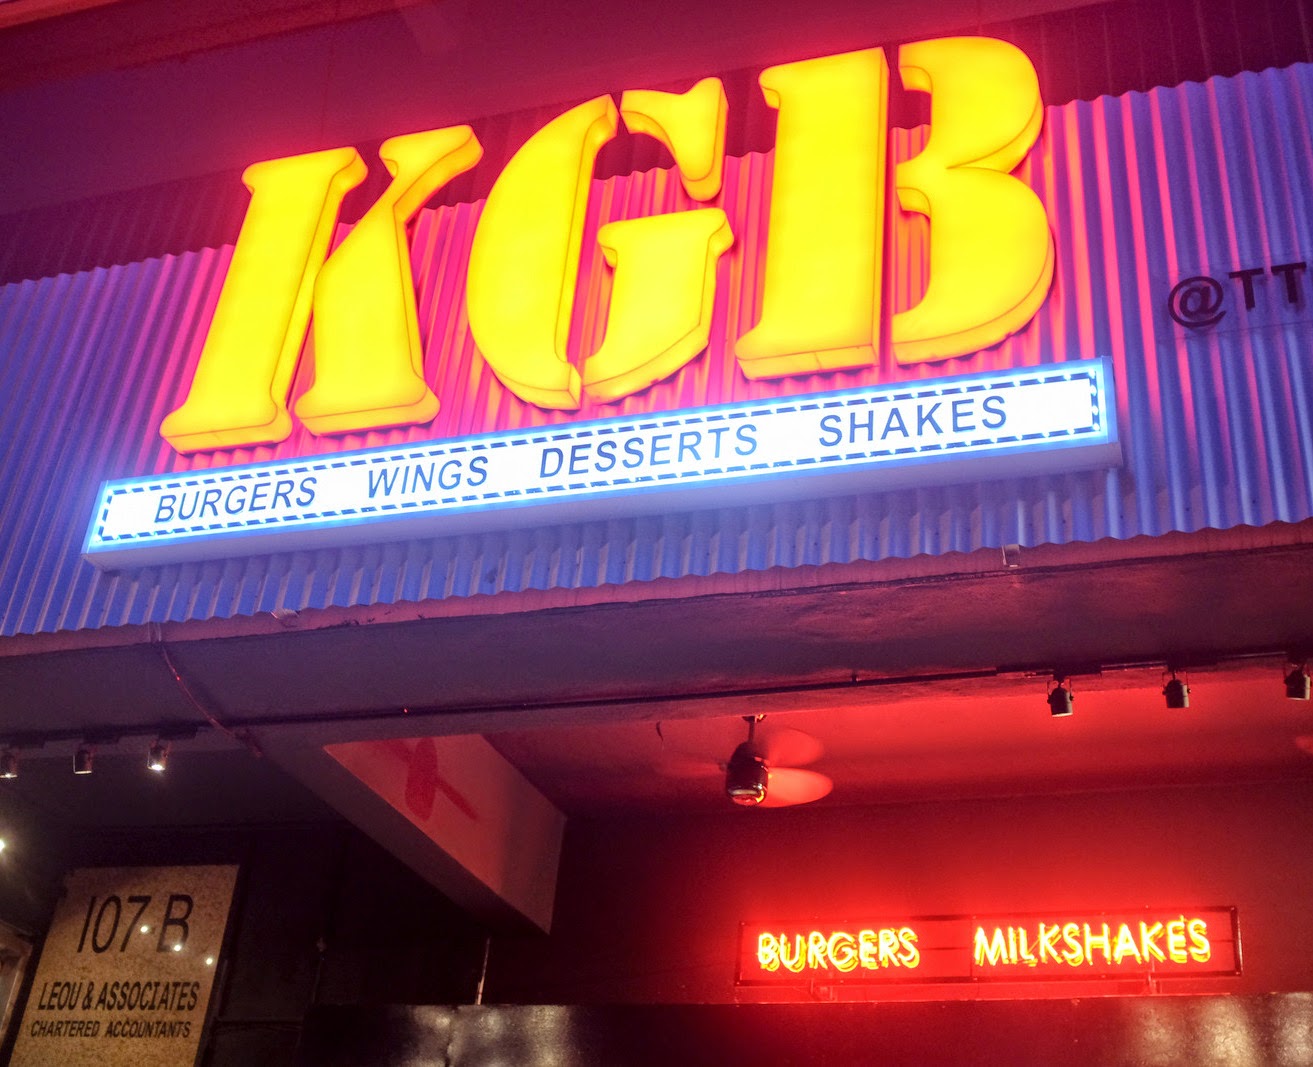 KGB
@TT
BURGERS WINGS DESSERTS SHAKES
BURGERS MILKSHAKES
107-B
LEOU & ASSOCIATES
CHARTERED ACCOUNTANTS